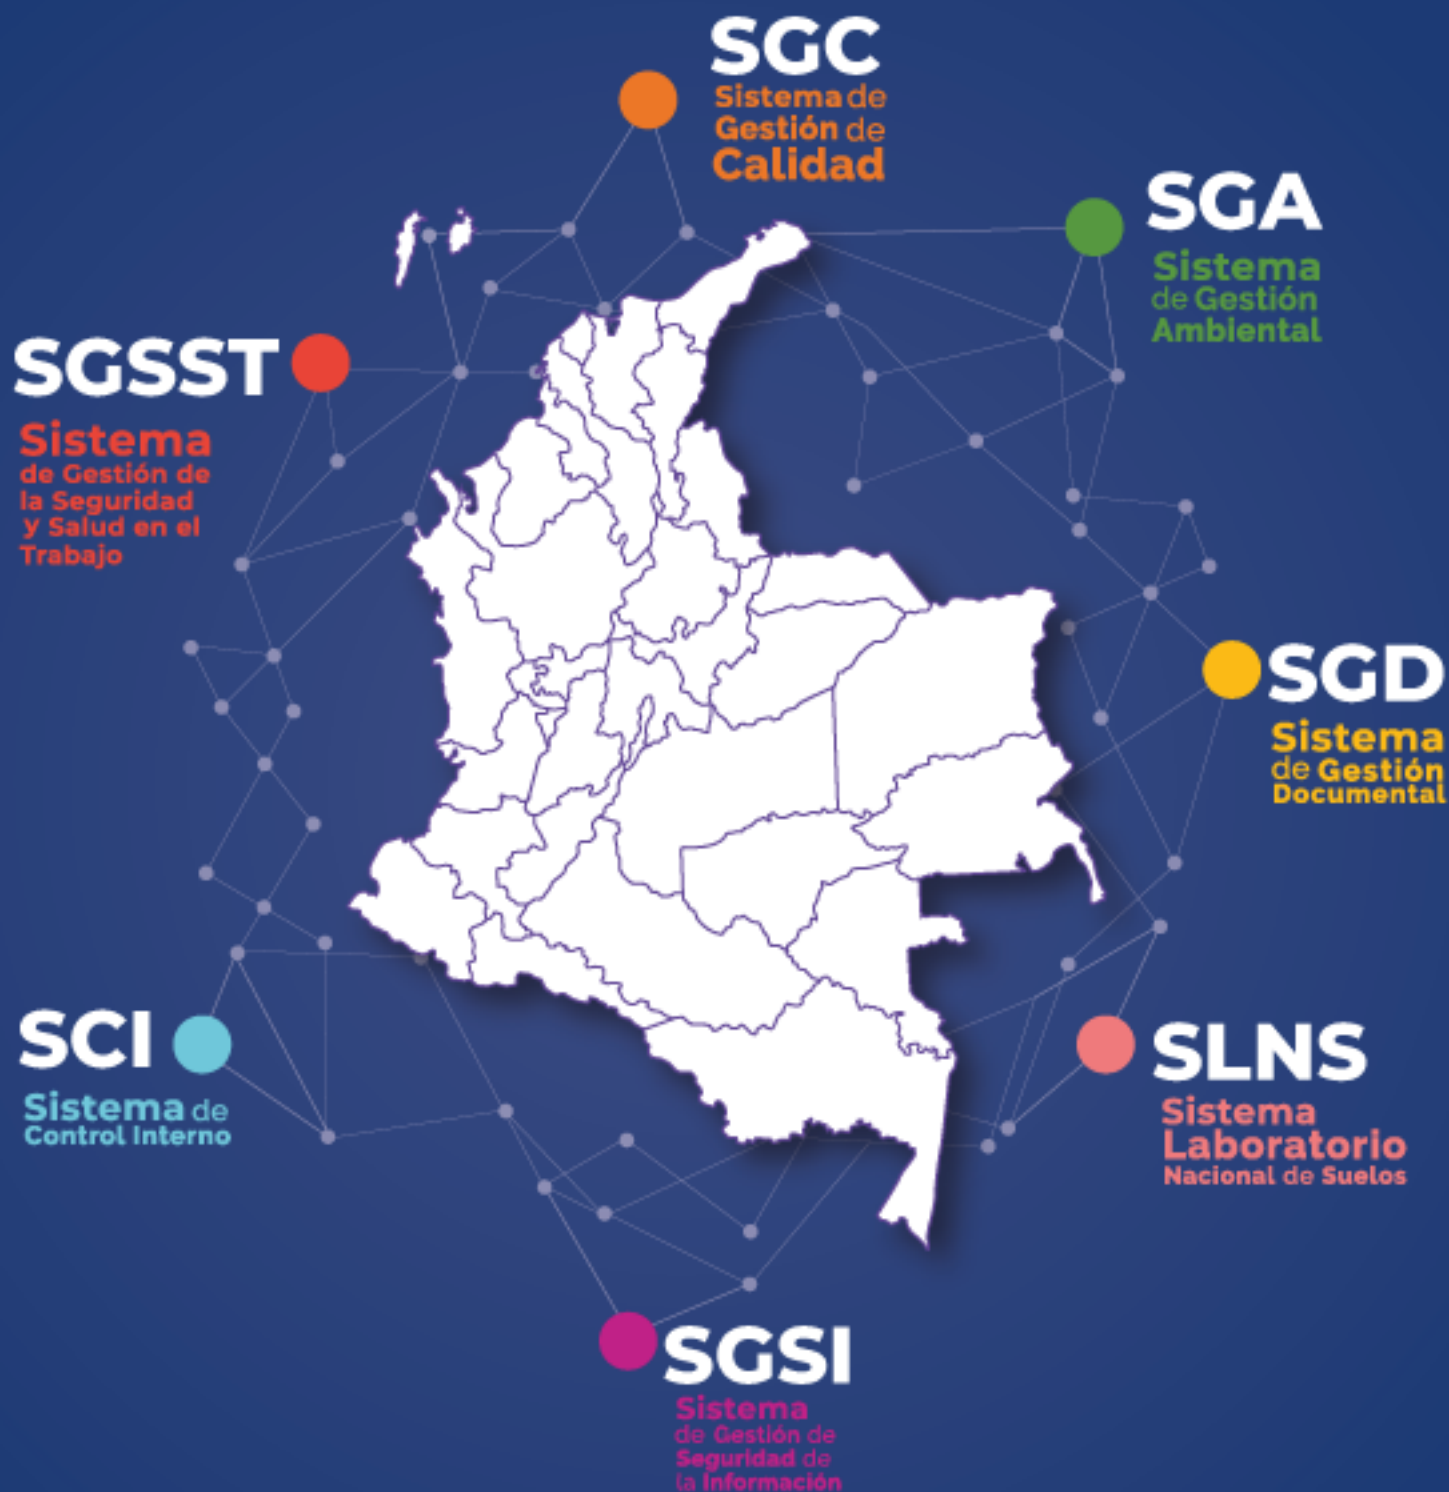 SGC
Sistema de
Gestión de
Calidad
SGA
Sistema
de Gestión
Ambiental
SGSST
Sistema
de Gestión de
la Seguridad
y Salud en el
Trabajo
SGD
Sistema
de Gestión
Documental
SCI
Sistema de
Control Interno
SLNS
Sistema
Laboratorio
Nacional de Suelos
SGSI
Sistema
de Gestión de
Seguridad de
la Información